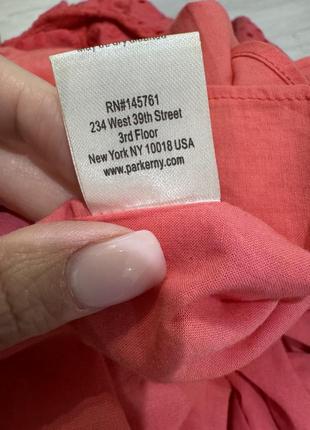 RN#145761
234 West 39th Street
3rd Floor
New York NY 10018 USA
www.parkerny.com